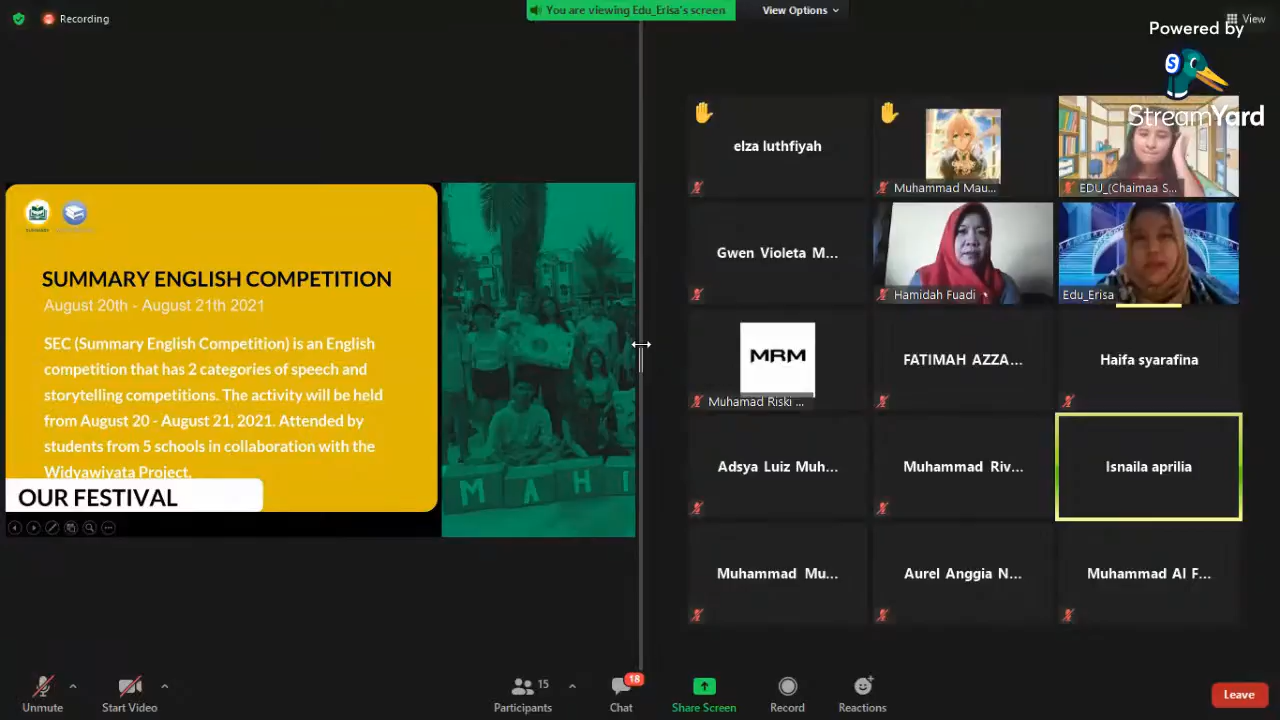 Recording
You are viewing Edu_Erisa's screen
View Options
View
Powered by
StreamYard
SUMMARY ENGLISH COMPETITION
August 20th - August 21th 2021
SEC (Summary English Competition) is an English
competition that has 2 categories of speech and
storytelling competitions. The activity will be held
from August 20 - August 21, 2021. Attended by
students from 5 schools in collaboration with the
Widyawiyata Project.
OUR FESTIVAL
MAHI
elza luthfiyah
Muhammad Mau...
EDU_(Chaimaa S...
Gwen Violeta M...
Hamidah Fuadi
Edu_Erisa
MRM
Muhamad Riski ...
FATIMAH AZZA...
Haifa syarafina
Adsya Luiz Muh...
Muhammad Riv...
Isnaila aprilia
Muhammad Mu...
Aurel Anggia N...
Muhammad Al F...
Unmute
Start Video
15
Participants
18
Chat
Share Screen
Record
Reactions
Leave